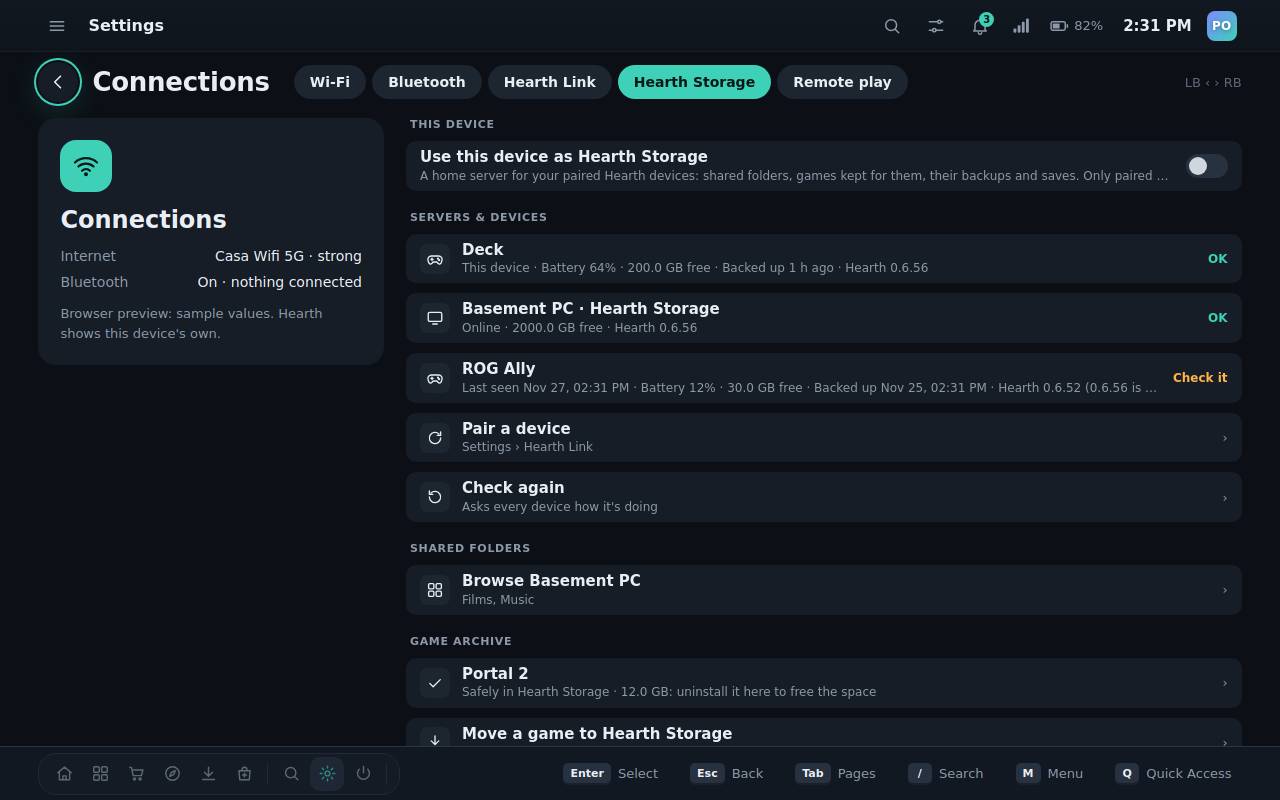 Settings
3
82%
2:31 PM
PO
Connections
Wi-Fi
Bluetooth
Hearth Link
Hearth Storage
Remote play
LB ‹ › RB
Connections
Internet
Casa Wifi 5G · strong
Bluetooth
On · nothing connected
Browser preview: sample values. Hearth
shows this device's own.
THIS DEVICE
Use this device as Hearth Storage
A home server for your paired Hearth devices: shared folders, games kept for them, their backups and saves. Only paired ...
SERVERS & DEVICES
Deck
This device · Battery 64% · 200.0 GB free · Backed up 1 h ago · Hearth 0.6.56
OK
Basement PC · Hearth Storage
Online · 2000.0 GB free · Hearth 0.6.56
OK
ROG Ally
Last seen Nov 27, 02:31 PM · Battery 12% · 30.0 GB free · Backed up Nov 25, 02:31 PM · Hearth 0.6.52 (0.6.56 is ...
Check it
Pair a device
Settings › Hearth Link
›
Check again
Asks every device how it's doing
›
SHARED FOLDERS
Browse Basement PC
Films, Music
›
GAME ARCHIVE
Portal 2
Safely in Hearth Storage · 12.0 GB: uninstall it here to free the space
›
Move a game to Hearth Storage
›
Enter Select
Esc Back
Tab Pages
/ Search
M Menu
Q Quick Access